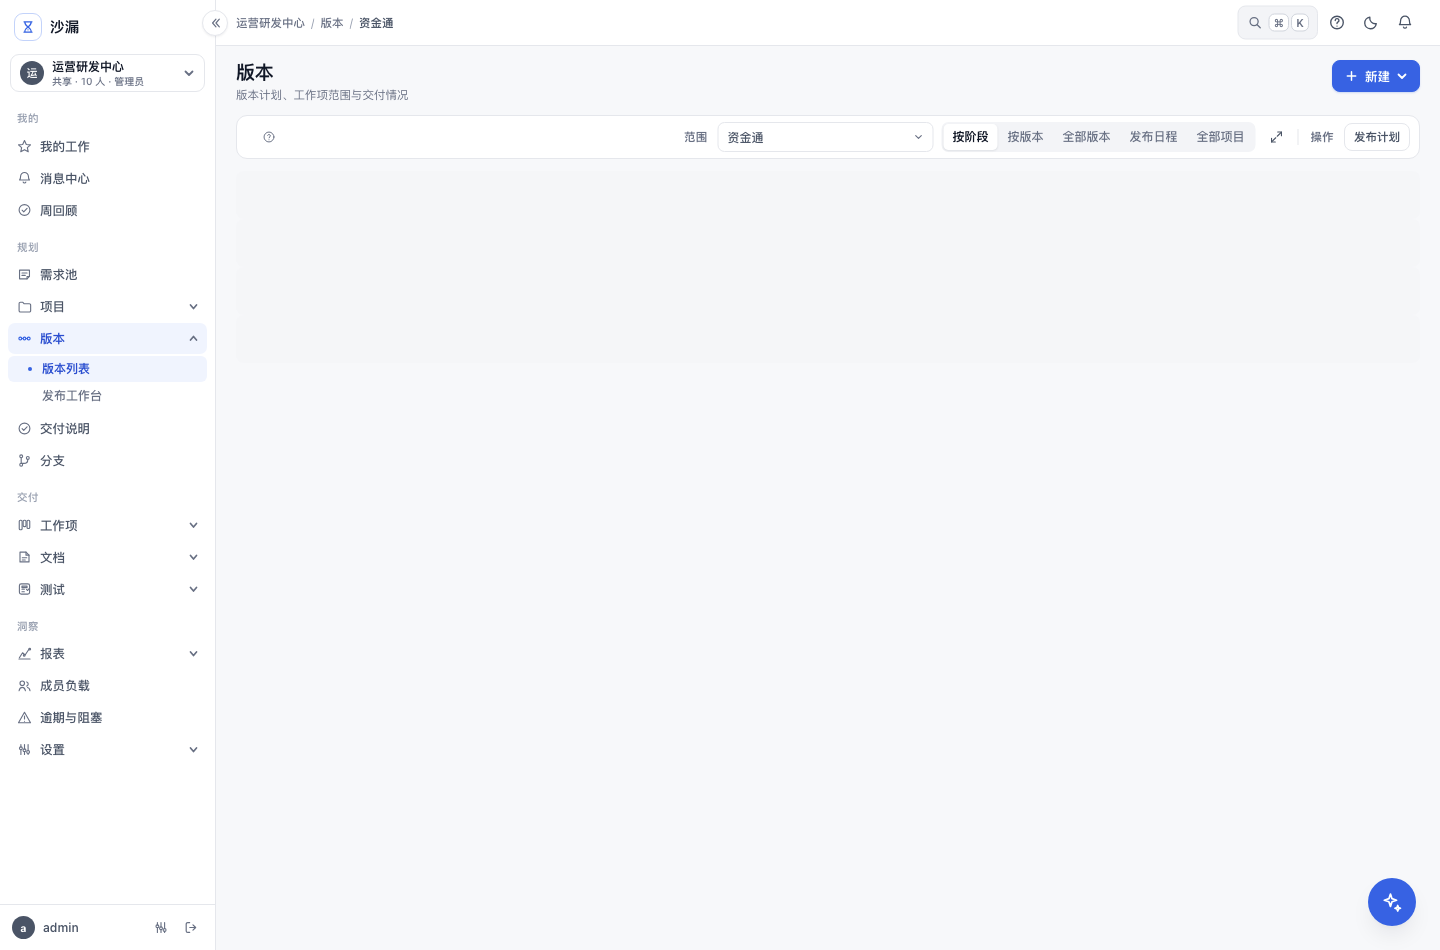 沙漏
运
运营研发中心
共享 · 10 人 · 管理员
我的
我的工作
消息中心
周回顾
规划
需求池
项目
版本
版本列表
发布工作台
交付说明
分支
交付
工作项
文档
测试
洞察
报表
成员负载
逾期与阻塞
设置
a admin
运营研发中心 / 版本 / 资金通
⌘ K
版本
版本计划、工作项范围与交付情况
新建
范围 资金通 按阶段 按版本 全部版本 发布日程 全部项目 操作 发布计划